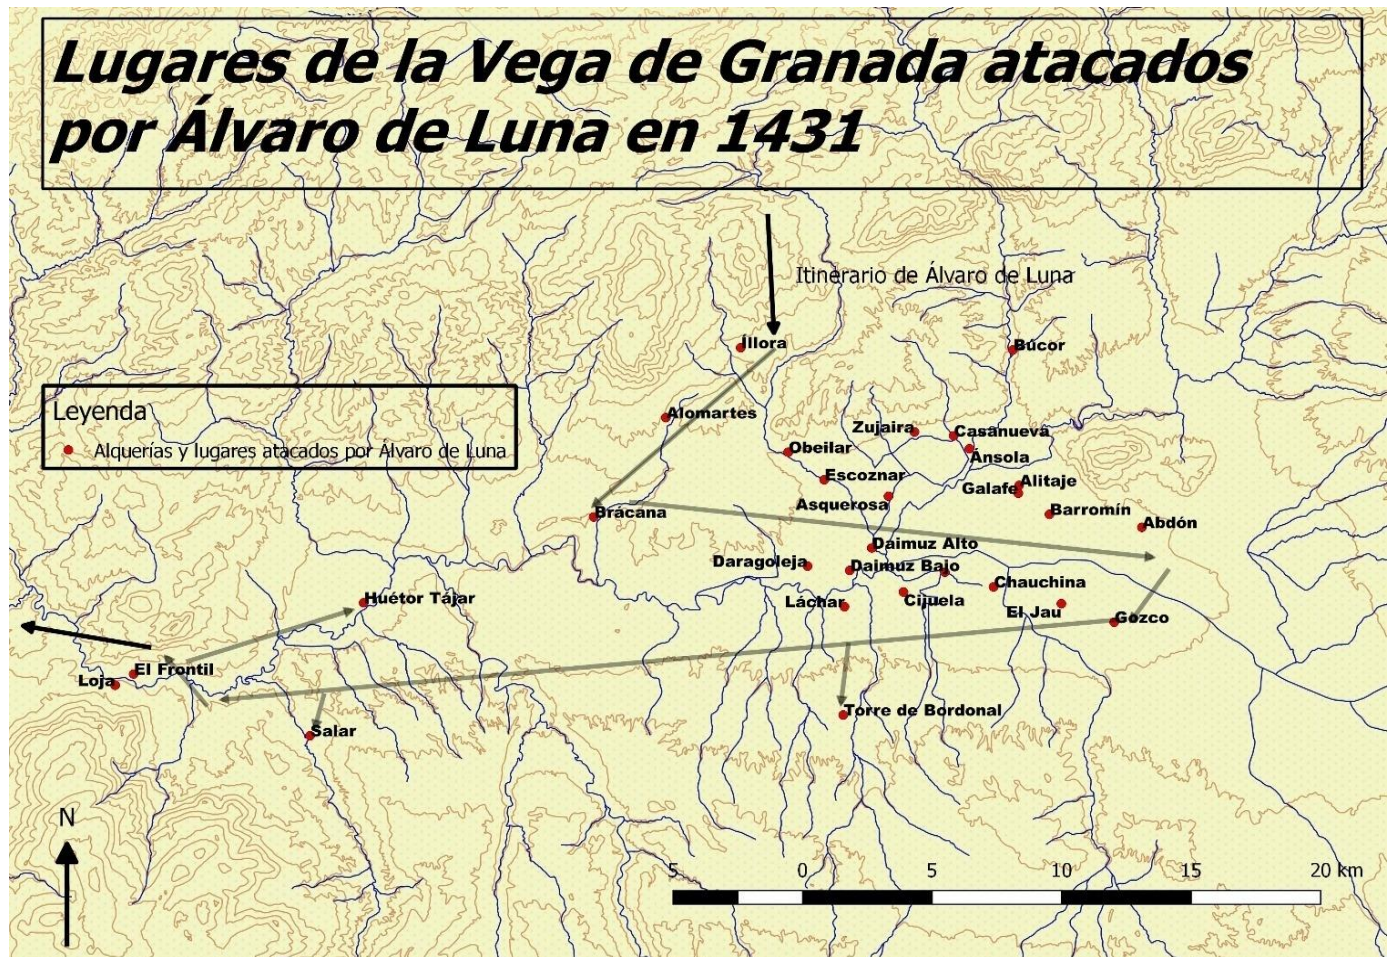 Lugares de la Vega de Granada atacados
por Álvaro de Luna en 1431
Itinerario de Álvaro de Luna
Íllora
Búcor
Leyenda
Alquerías y lugares atacados por Álvaro de Luna
Alomartes
Zujaira
Casanueva
Obeilar
Ánsola
Escoznar
Alitaje
Galafe
Asquerosa
Brácana
Barromín
Abdón
Daimuz Alto
Daragoleja
Daimuz Bajo
Chauchina
Huétor Tájar
Láchar
Cijuela
El Jau
Gozco
El Frontil
Loja
Torre de Bordonal
Salar
N
5 0 5 10 15 20 km